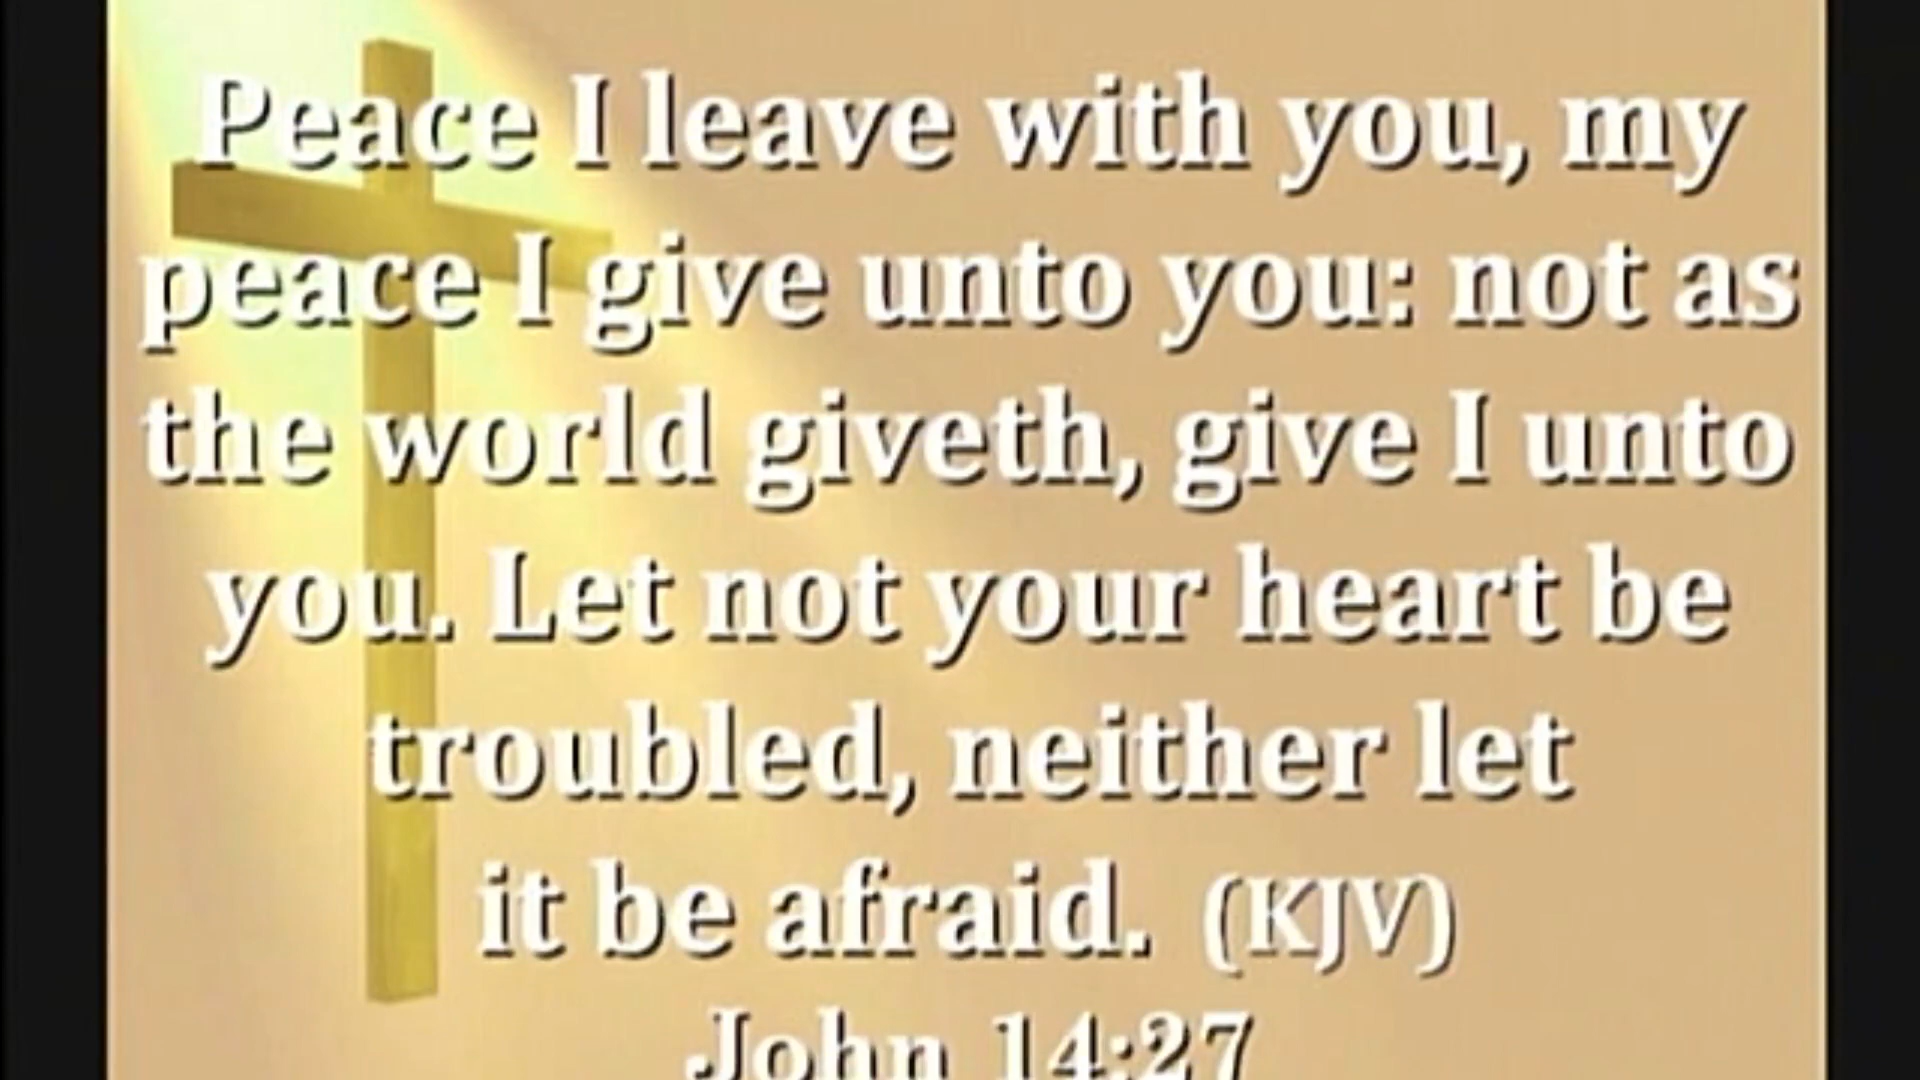 Peace I leave with you, my
peace I give unto you: not as
the world giveth, give I unto
you. Let not your heart be
troubled, neither let
it be afraid. (KJV)
John 14:27